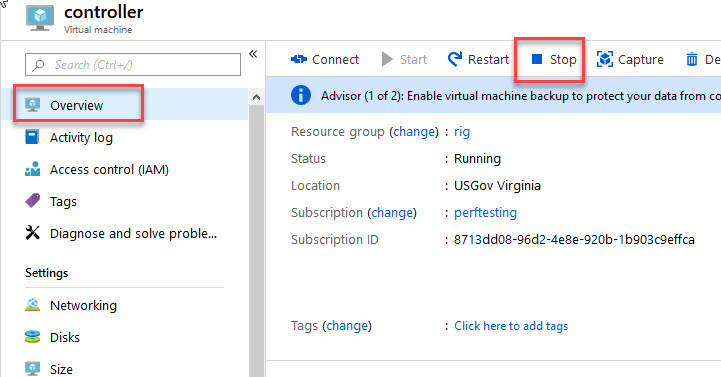 controller
Virtual machine
Search (Ctrl+/)
«
Overview
Activity log
Access control (IAM)
Tags
Diagnose and solve proble...
Settings
Networking
Disks
Size
Connect Start Restart Stop Capture De
Advisor (1 of 2): Enable virtual machine backup to protect your data from co
Resource group (change) : rig
Status : Running
Location : USGov Virginia
Subscription (change) : perftesting
Subscription ID : 8713dd08-96d2-4e8e-920b-1b903c9effca
Tags (change) : Click here to add tags